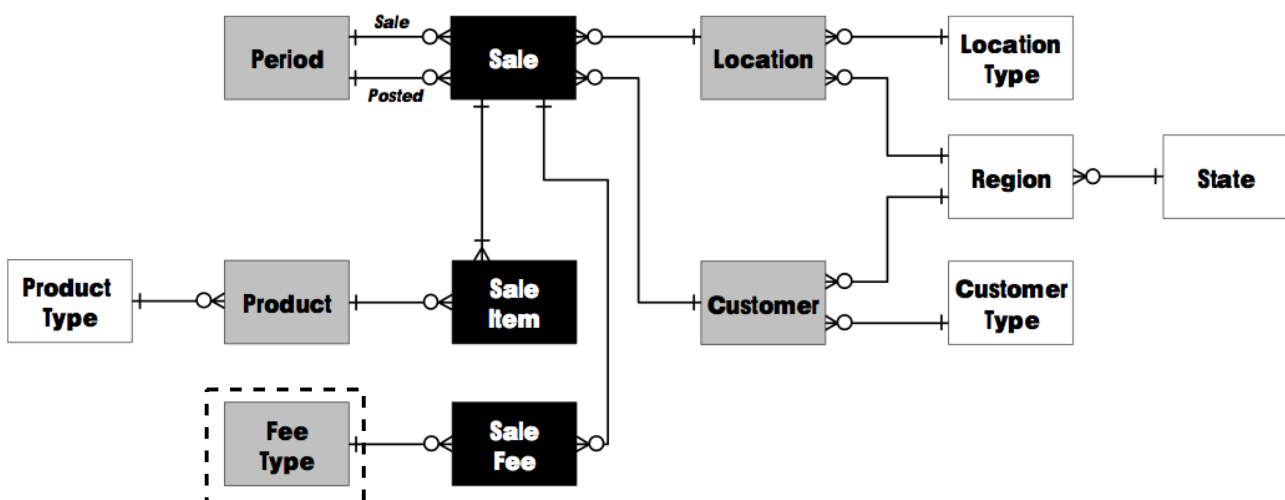 Sale
Period
Sale
Location
Location
Type
Posted
Region
State
Product
Type
Product
Sale
Item
Customer
Customer
Type
Fee
Type
Sale
Fee